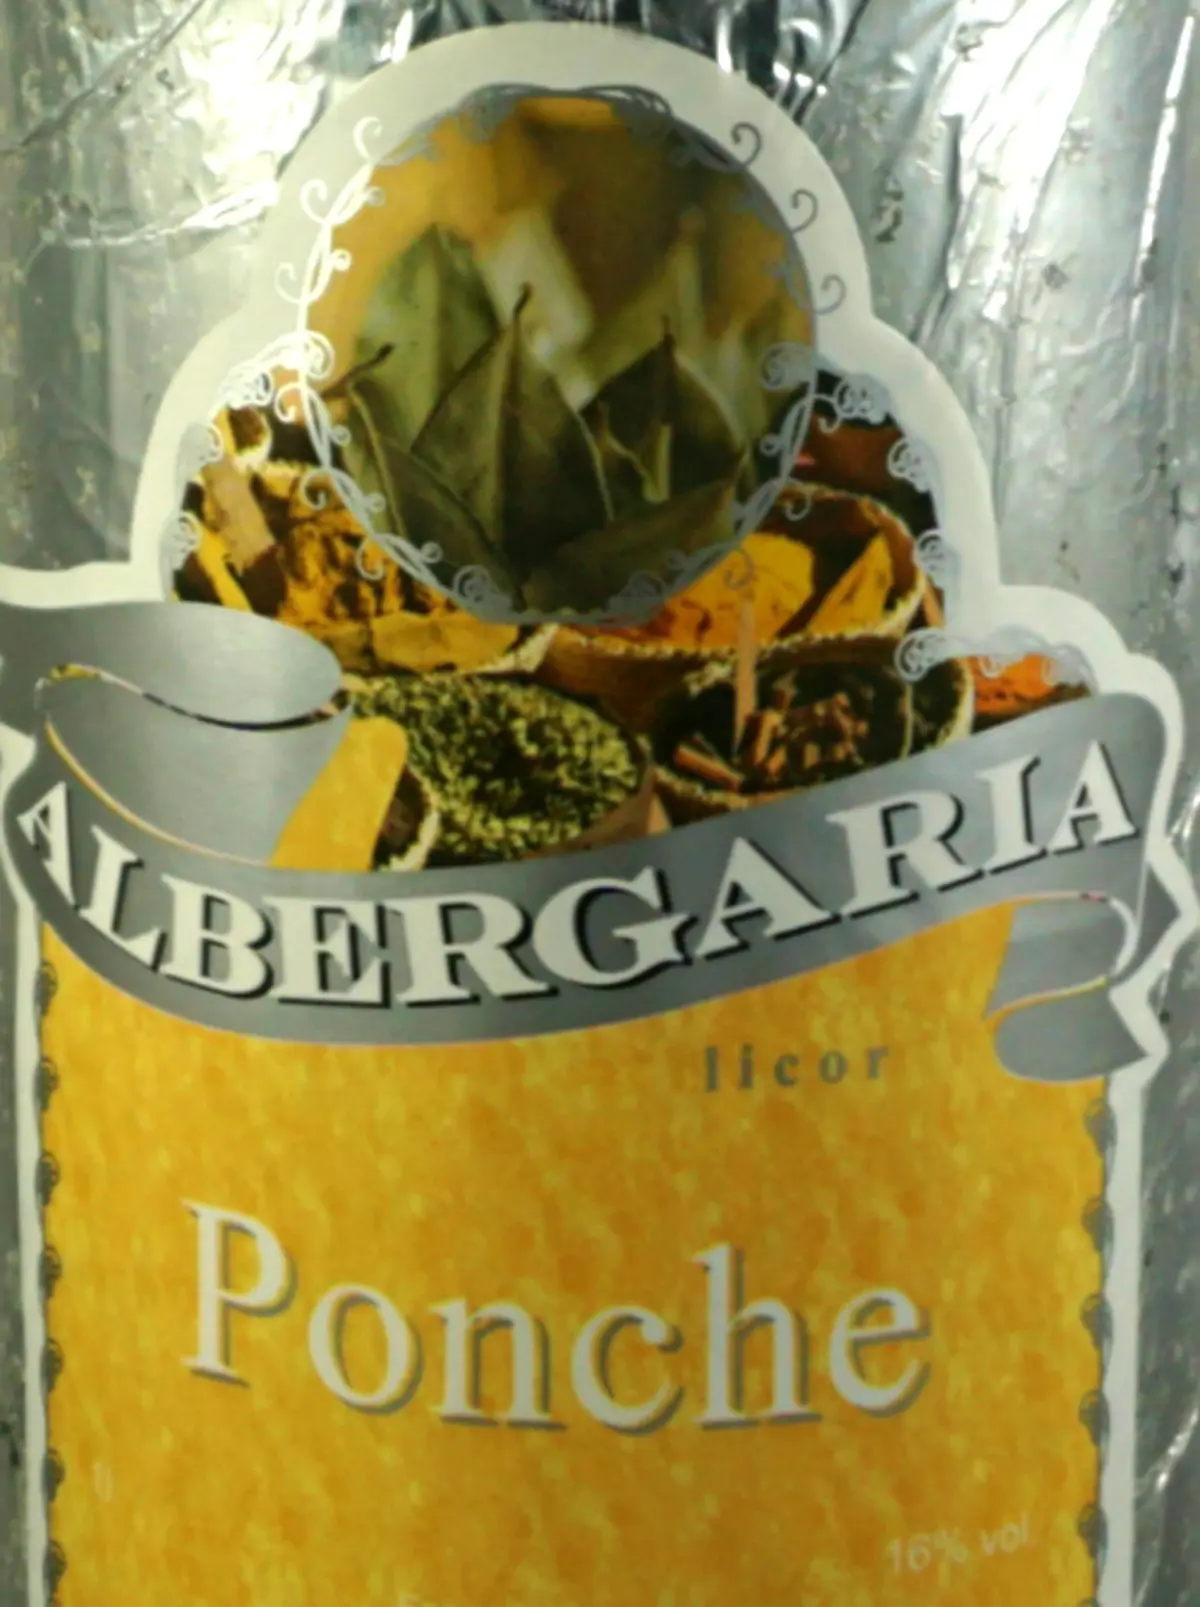 ALBERGARIA
licor
Ponche
16% vol